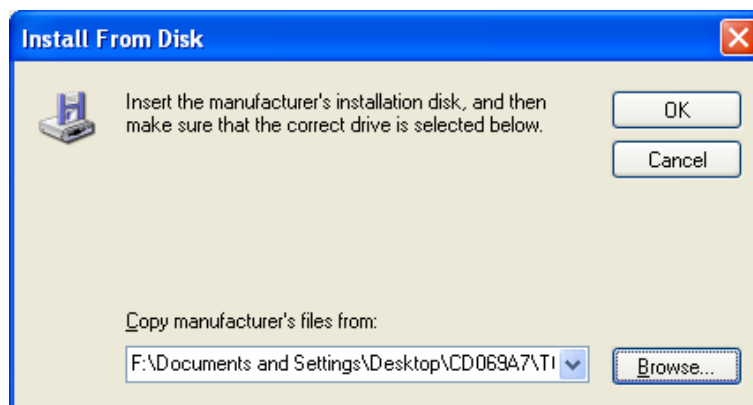 Install From Disk
Insert the manufacturer's installation disk, and then
make sure that the correct drive is selected below.
OK
Cancel
Copy manufacturer's files from:
F:\Documents and Settings\Desktop\CD069A7\T
Browse...